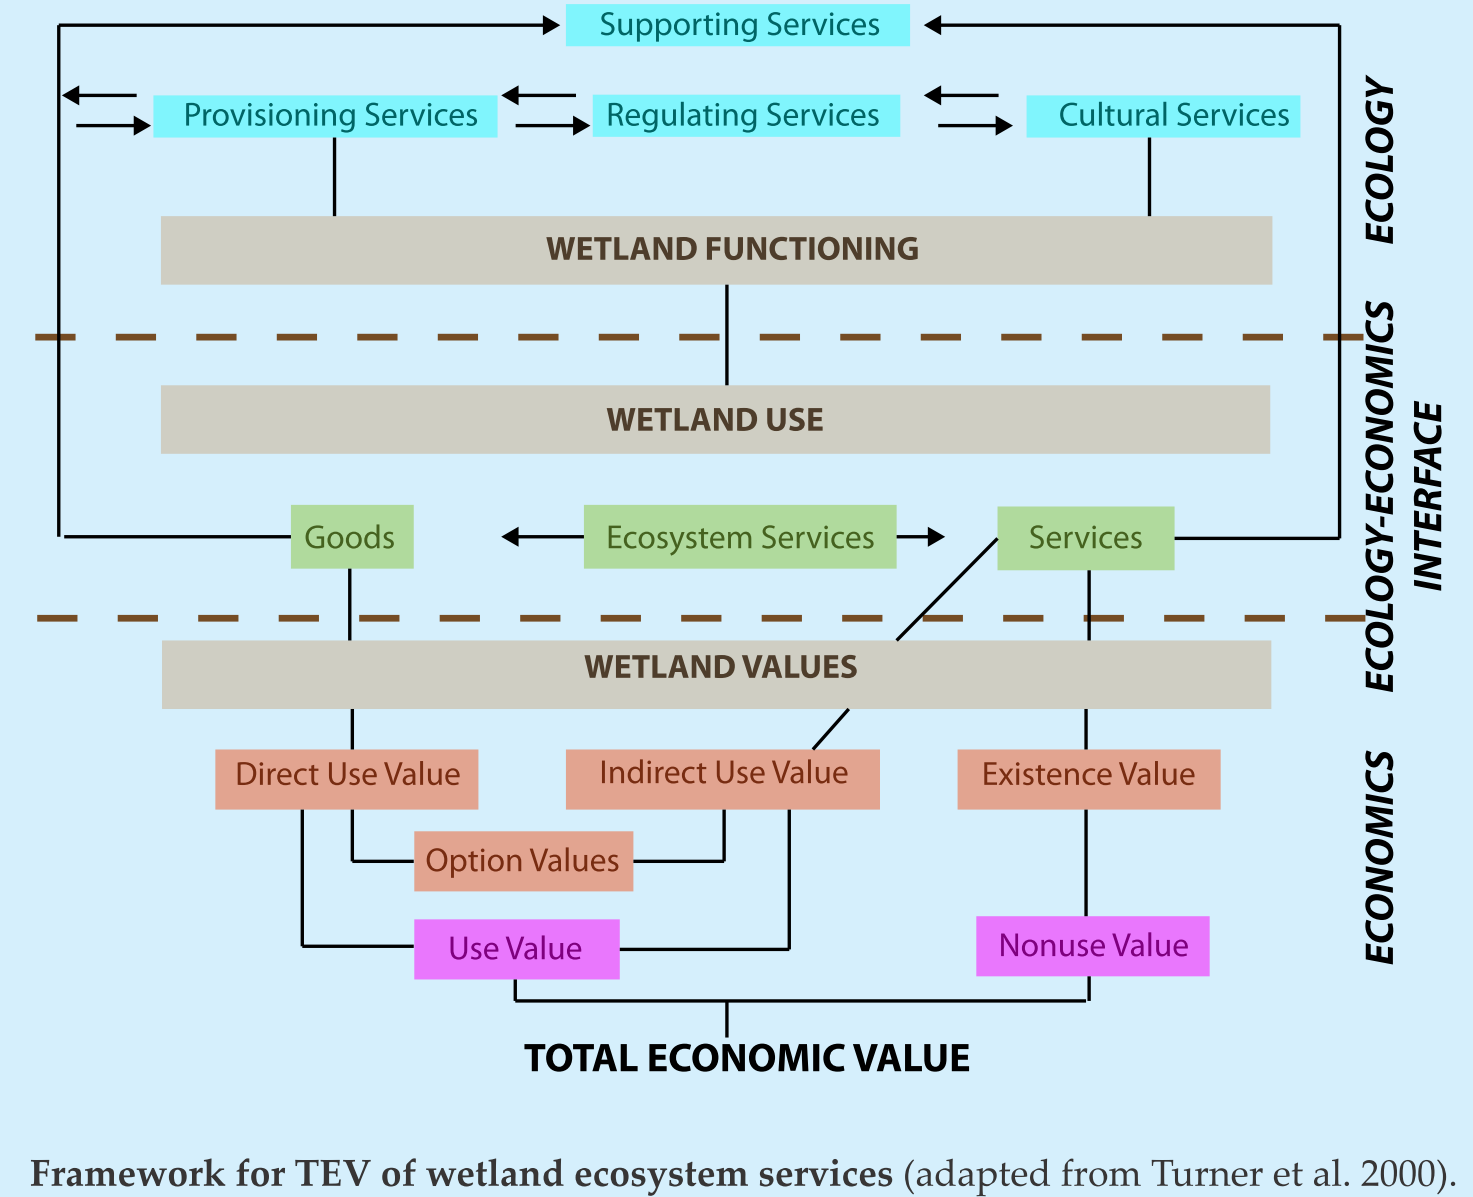 Supporting Services
Provisioning Services
Regulating Services
Cultural Services
ECOLOGY
WETLAND FUNCTIONING
WETLAND USE
ECOLOGY-ECONOMICS
INTERFACE
Goods
Ecosystem Services
Services
WETLAND VALUES
Direct Use Value
Indirect Use Value
Existence Value
ECONOMICS
Option Values
Use Value
Nonuse Value
TOTAL ECONOMIC VALUE
Framework for TEV of wetland ecosystem services (adapted from Turner et al. 2000).